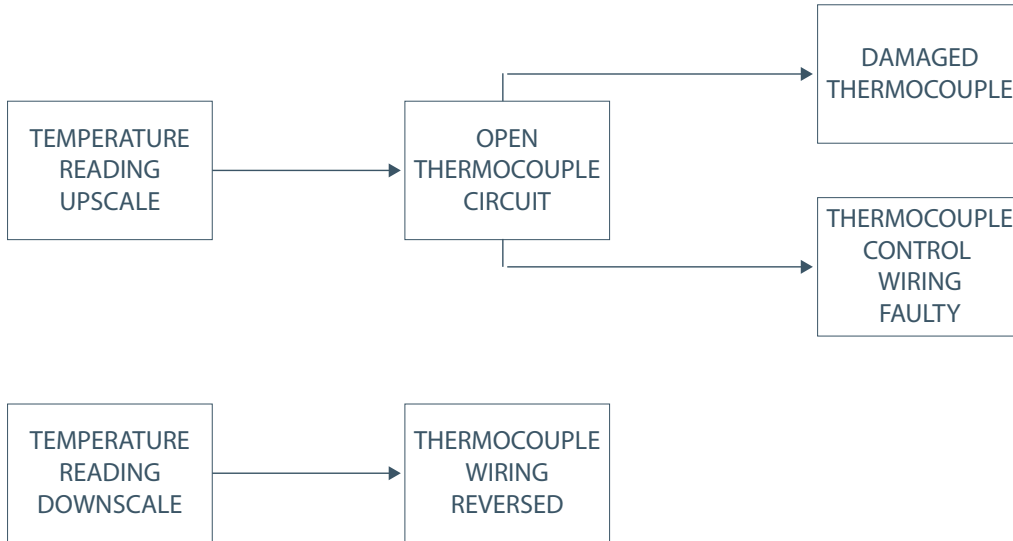 TEMPERATURE
READING
UPSCALE
OPEN
THERMOCOUPLE
CIRCUIT
DAMAGED
THERMOCOUPLE
THERMOCOUPLE
CONTROL
WIRING
FAULTY
TEMPERATURE
READING
DOWNSCALE
THERMOCOUPLE
WIRING
REVERSED